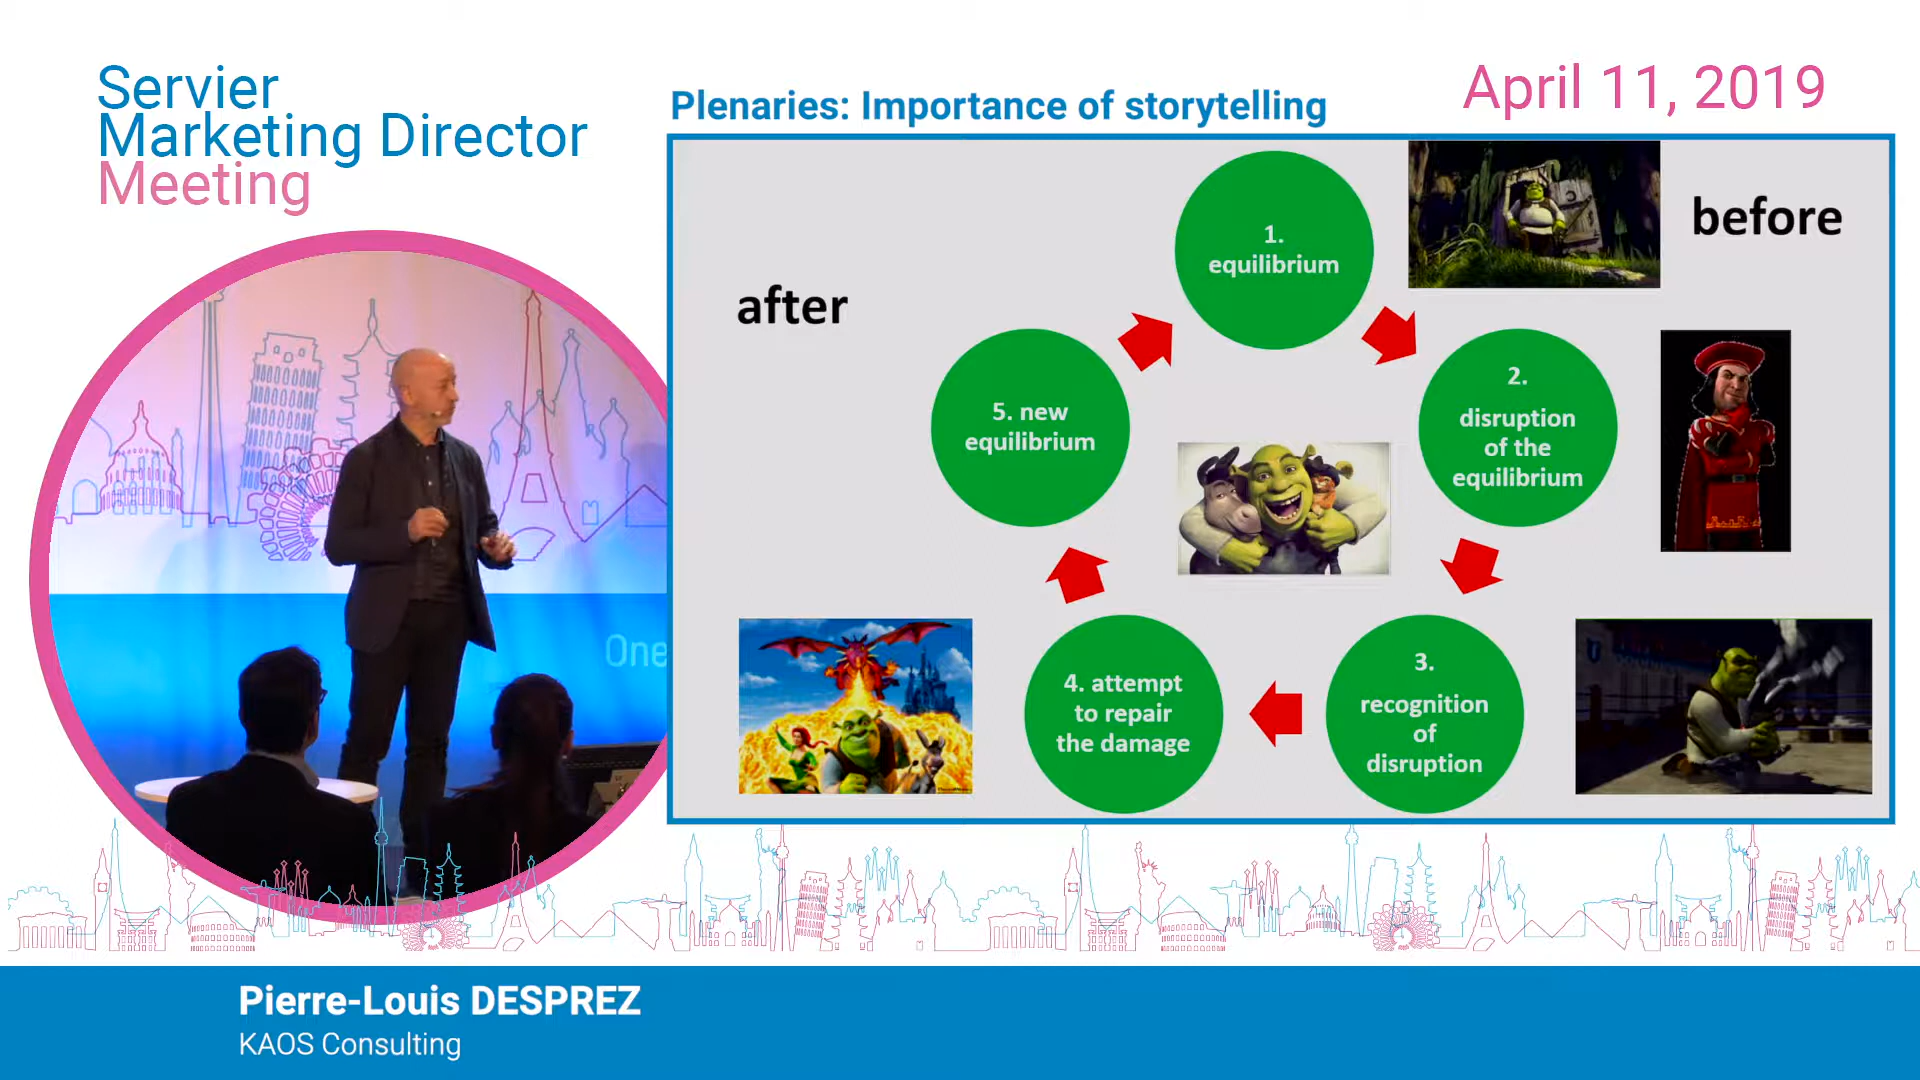 Servier
Marketing Director
Meeting
Plenaries: Importance of storytelling
April 11, 2019
before
after
1.
equilibrium
2.
disruption
of the
equilibrium
3.
recognition
of
disruption
4. attempt
to repair
the damage
5. new
equilibrium
One
Pierre-Louis DESPREZ
KAOS Consulting